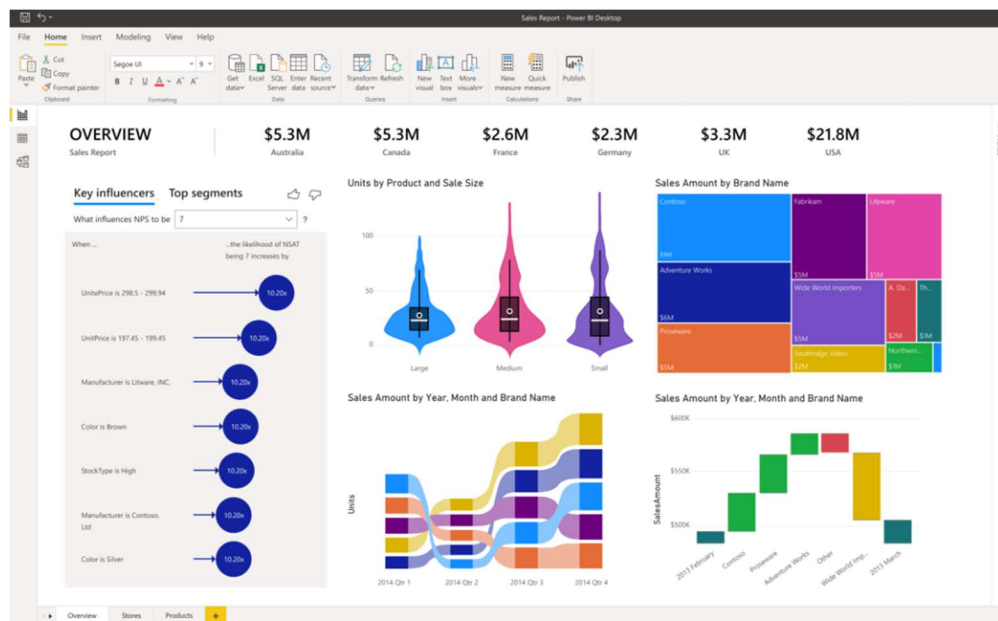 Sales Report - Power BI Desktop
File Home Insert Modeling View Help
Paste
Cut
Copy
Format painter
Clipboard
Segoe UI 9
B I U A A A
Formatting
Get data
Excel
SQL Server
Enter data
Recent source
Data
Transform data
Refresh
Queries
New visual
Text box
More visuals
Insert
New measure
Quick measure
Calculations
Publish
Share
OVERVIEW
Sales Report
$5.3M
Australia
$5.3M
Canada
$2.6M
France
$2.3M
Germany
$3.3M
UK
$21.8M
USA
Key influencers Top segments
What influences NPS to be 7 ?
When ...
...the likelihood of NSAT
being 7 increases by
UnitePrice is 298.5 - 299.94 10.20x
UnitPrice is 197.45 - 199.45 10.20x
Manufacturer is Litware, INC. 10.20x
Color is Brown 10.20x
StockType is High 10.20x
Manufacturer is Contoso,
Ltd 10.20x
Color is Silver 10.20x
Units by Product and Sale Size
100
50
0
Large Medium Small
Sales Amount by Brand Name
Contoso
$9M
Adventure Works
$6M
Proseware
$5M
Fabrikam
$5M
Liteware
$5M
Wide World Importers
$5M
A. Da...
$2M
Th...
Southridge Video
$2M
Northwin...
Sales Amount by Year, Month and Brand Name
Units
2014 Qtr 1 2014 Qtr 2 2014 Qtr 3 2014 Qtr 4
Sales Amount by Year, Month and Brand Name
SalesAmount
$600K
$550K
$500K
2013 February
Contoso
Proseware
Adventure Works
Other
Wide World Imp...
2013 March
Overview Stores Products +